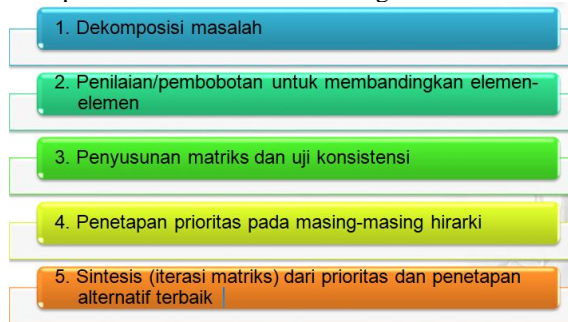 1. Dekomposisi masalah
2. Penilaian/pembobotan untuk membandingkan elemen-
elemen
3. Penyusunan matriks dan uji konsistensi
4. Penetapan prioritas pada masing-masing hirarki
5. Sintesis (iterasi matriks) dari prioritas dan penetapan
alternatif terbaik